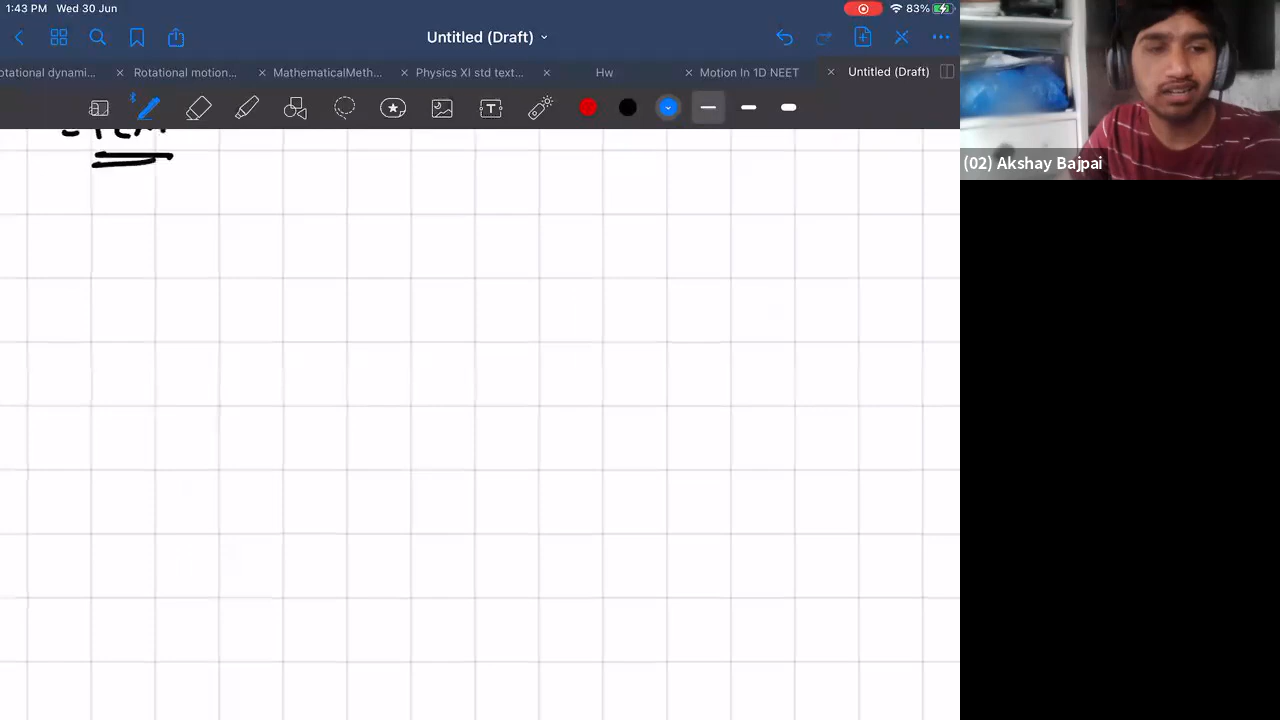 1:43 PM Wed 30 Jun
83%
Untitled (Draft)
otational dynami... Rotational motion... MathematicalMeth... Physics XI std text... Hw Motion In 1D NEET Untitled (Draft)
T
(02) Akshay Bajpai